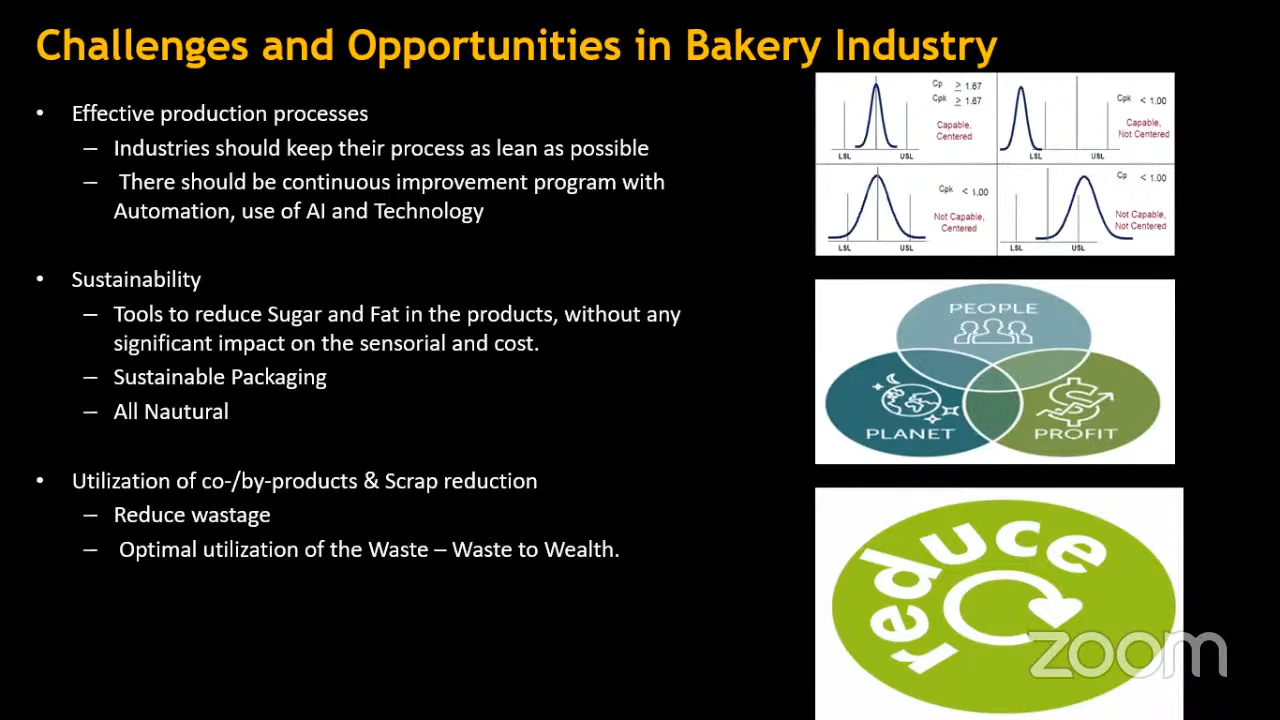 Challenges and Opportunities in Bakery Industry
• Effective production processes
– Industries should keep their process as lean as possible
– There should be continuous improvement program with
Automation, use of AI and Technology
• Sustainability
– Tools to reduce Sugar and Fat in the products, without any
significant impact on the sensorial and cost.
– Sustainable Packaging
– All Nautural
• Utilization of co-/by-products & Scrap reduction
– Reduce wastage
– Optimal utilization of the Waste – Waste to Wealth.
Cp ≥ 1.67
Cpk ≥ 1.67
Capable,
Centered
LSL USL
Cpk < 1.00
Capable,
Not Centered
LSL USL
Cpk < 1.00
Not Capable,
Centered
LSL USL
Cp < 1.00
Not Capable,
Not Centered
LSL USL
PEOPLE
PLANET PROFIT
reduce
zoom